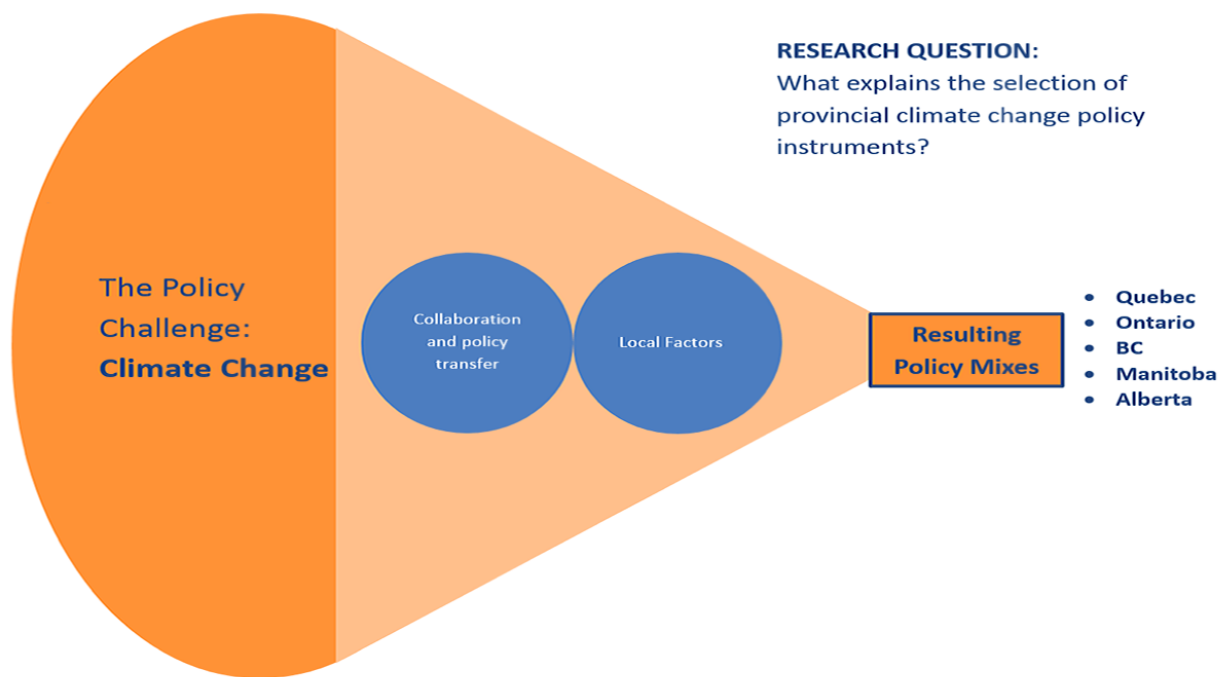 RESEARCH QUESTION:
What explains the selection of
provincial climate change policy
instruments?
The Policy
Challenge:
Climate Change
Collaboration
and policy
transfer
Local Factors
Resulting
Policy Mixes
• Quebec
• Ontario
• BC
• Manitoba
• Alberta